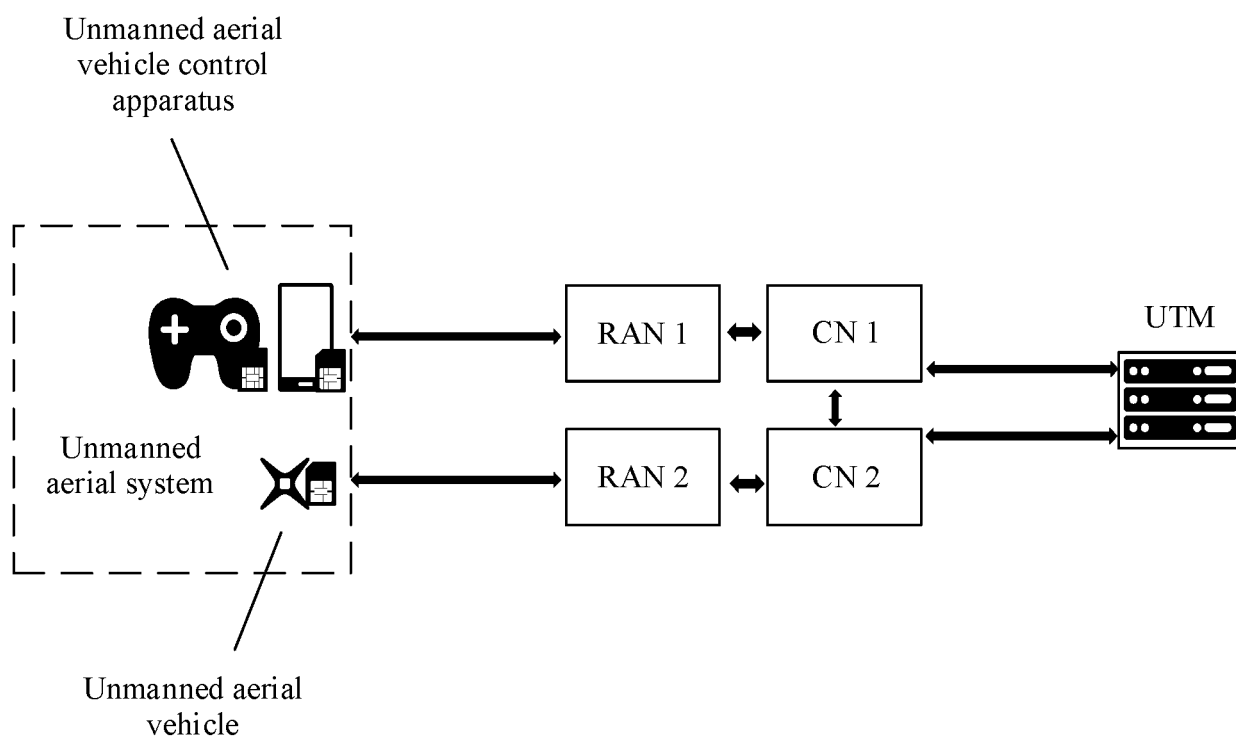 Unmanned aerial
vehicle control
apparatus
RAN 1
CN 1
UTM
Unmanned
aerial system
RAN 2
CN 2
Unmanned aerial
vehicle